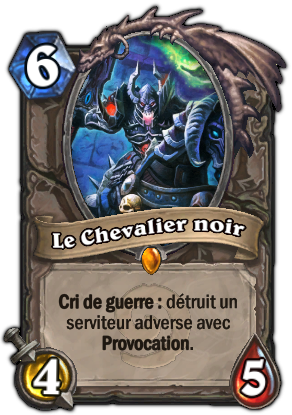 6
Le Chevalier noir
Cri de guerre : détruit un
serviteur adverse avec
Provocation.
4
5